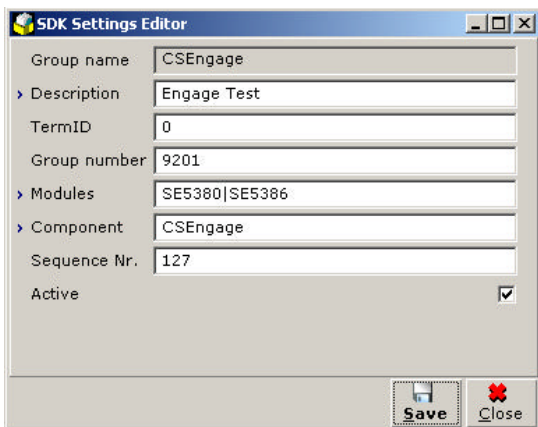 SDK Settings Editor
Group name CSEngage
Description Engage Test
TermID 0
Group number 9201
Modules SE5380|SE5386
Component CSEngage
Sequence Nr. 127
Active
Save Close